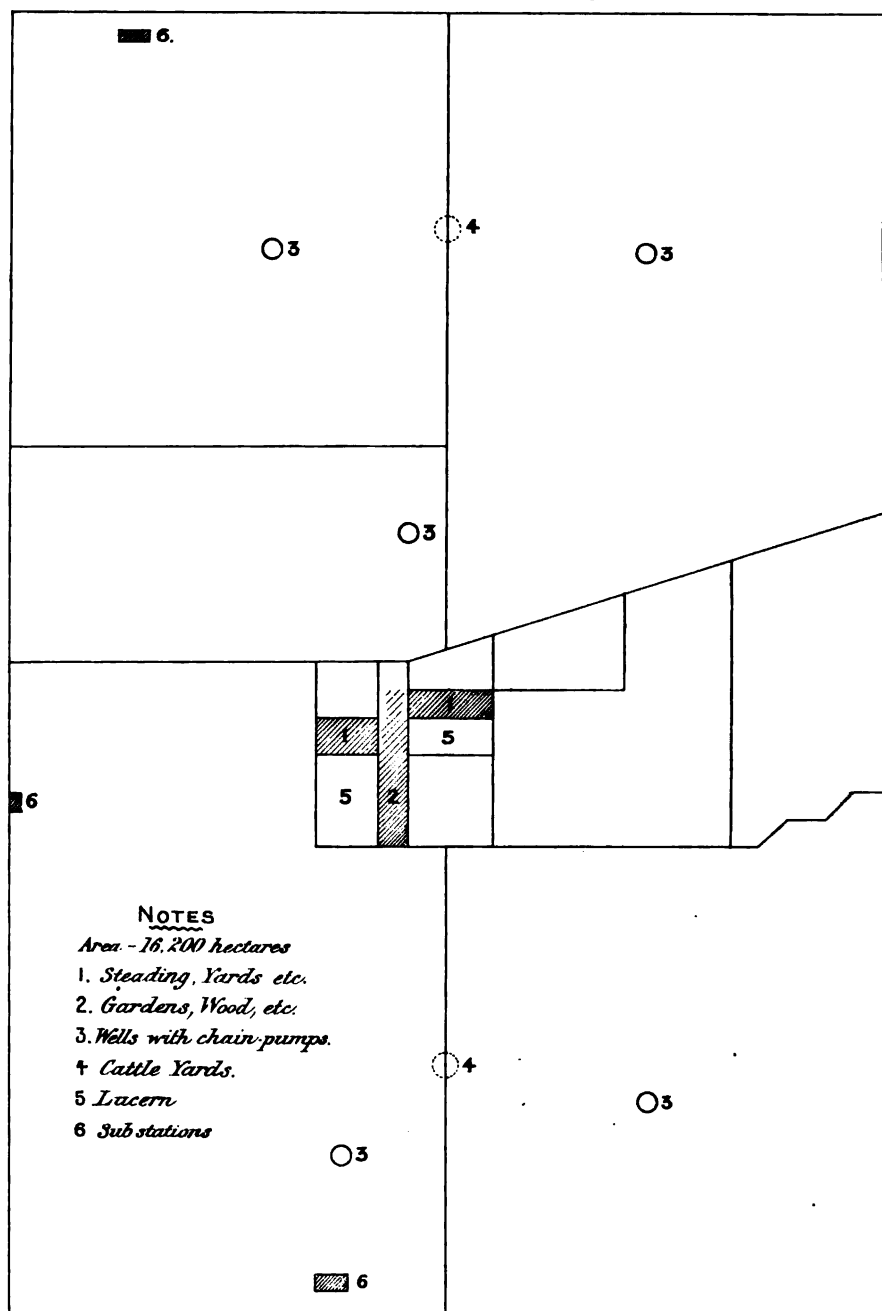 6.
4
3
3
3
1
1
5
5
2
6
NOTES
Area. - 16,200 hectares
1. Steading, Yards etc.
2. Gardens, Wood, etc.
3. Wells with chain-pumps.
4 Cattle Yards.
5 Lucern
6 Sub stations
4
3
3
6